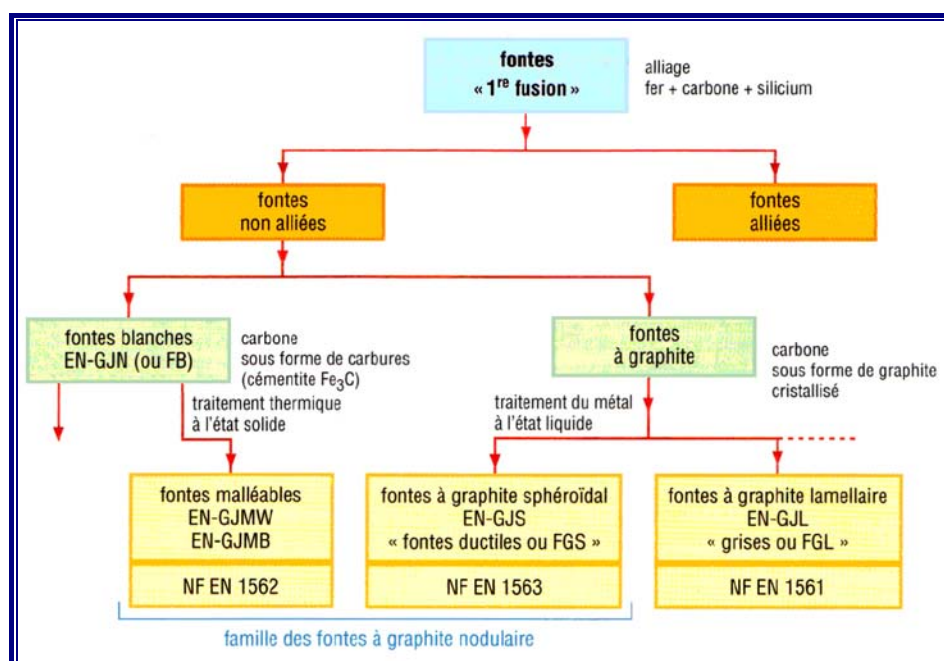 fontes
« 1re fusion »
alliage
fer + carbone + silicium
fontes
non alliées
fontes
alliées
fontes blanches
EN-GJN (ou FB)
carbone
sous forme de carbures
(cémentite Fe3C)
fontes
à graphite
carbone
sous forme de graphite
cristallisé
traitement thermique
à l'état solide
traitement du métal
à l'état liquide
fontes malléables
EN-GJMW
EN-GJMB
NF EN 1562
fontes à graphite sphéroïdal
EN-GJS
« fontes ductiles ou FGS »
NF EN 1563
fontes à graphite lamellaire
EN-GJL
« grises ou FGL »
NF EN 1561
famille des fontes à graphite nodulaire